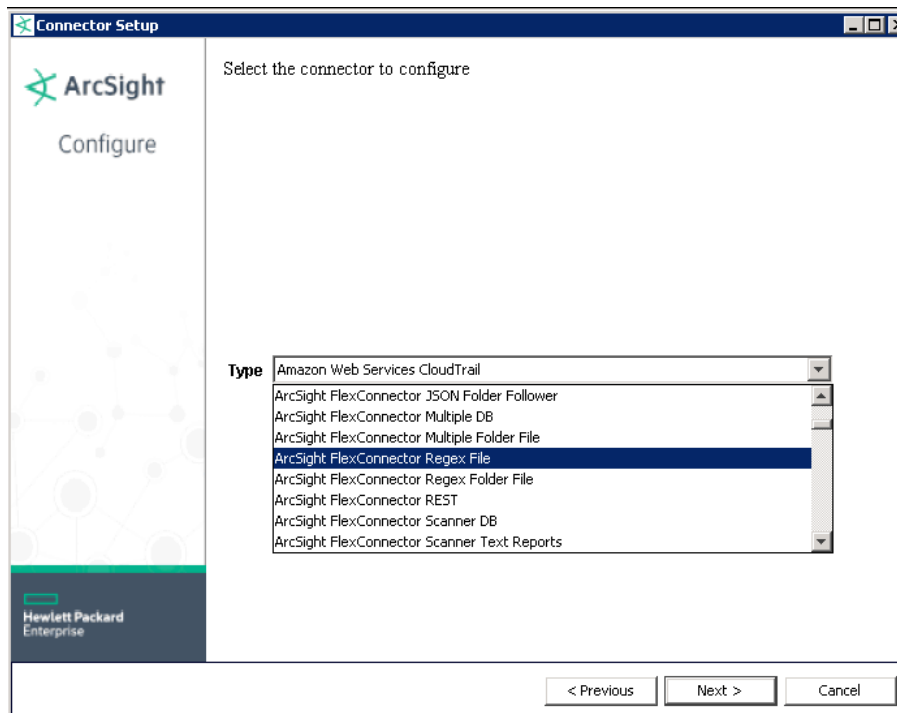 Connector Setup
ArcSight
Configure
Select the connector to configure
Type Amazon Web Services CloudTrail
ArcSight FlexConnector JSON Folder Follower
ArcSight FlexConnector Multiple DB
ArcSight FlexConnector Multiple Folder File
ArcSight FlexConnector Regex File
ArcSight FlexConnector Regex Folder File
ArcSight FlexConnector REST
ArcSight FlexConnector Scanner DB
ArcSight FlexConnector Scanner Text Reports
Hewlett Packard
Enterprise
< Previous Next > Cancel